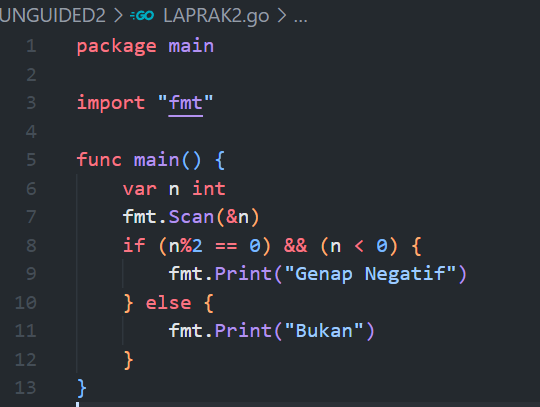 UNGUIDED2 > GO LAPRAK2.go > ...
1 package main
2
3 import "fmt"
4
5 func main() {
6 var n int
7 fmt.Scan(&n)
8 if (n%2 == 0) && (n < 0) {
9 fmt.Print("Genap Negatif")
10 } else {
11 fmt.Print("Bukan")
12 }
13 }